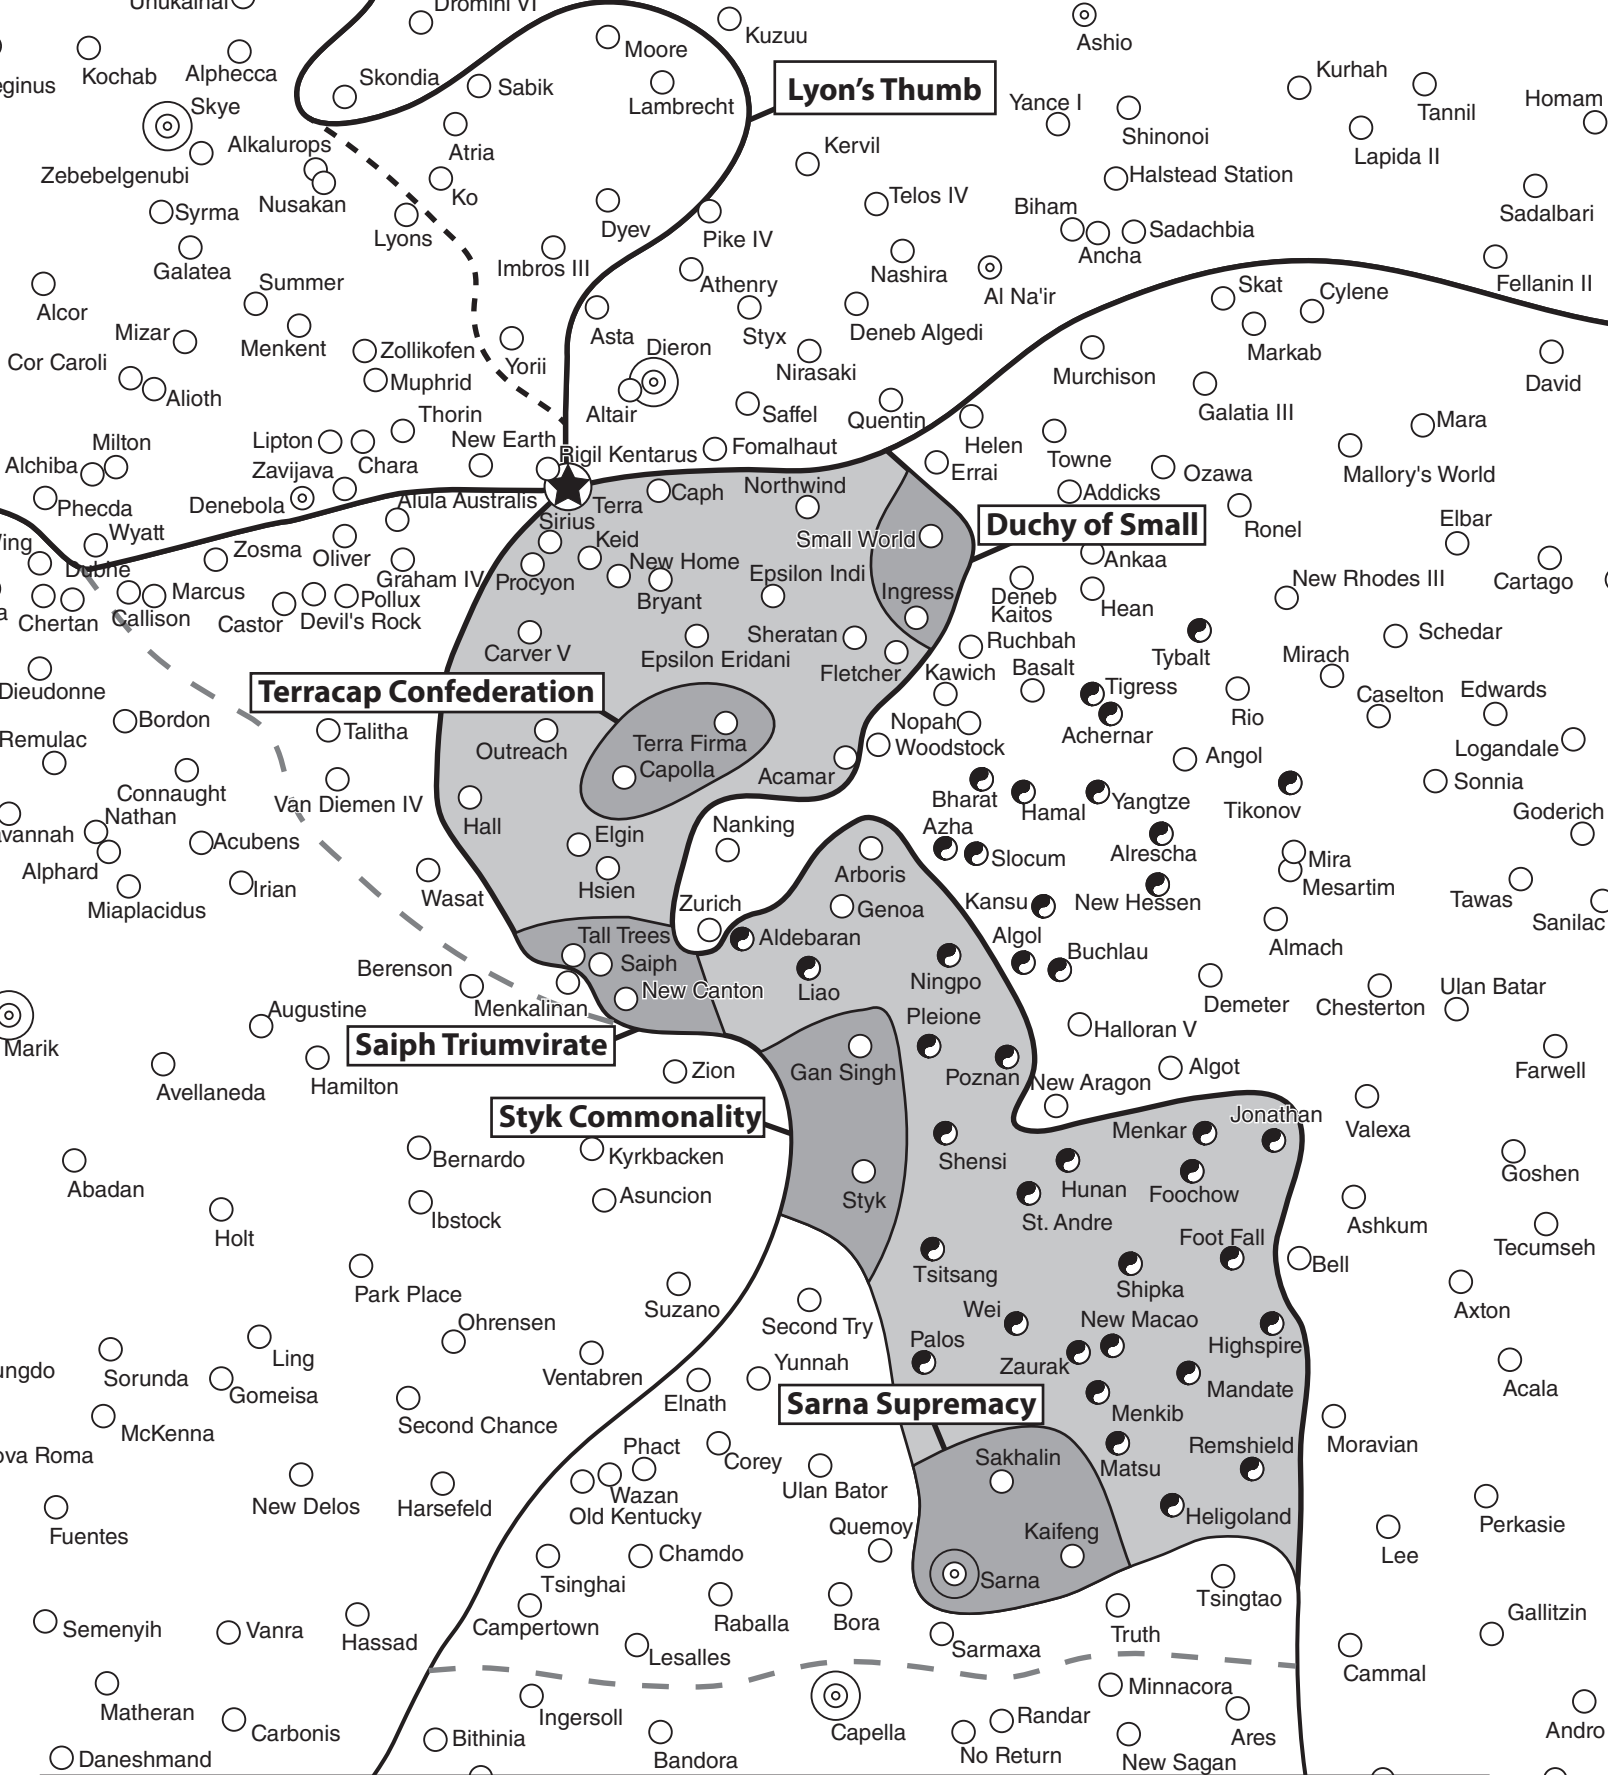 Unukalhai
Dromini VI
Kuzuu
Ashio
Moore
Kochab
Alphecca
Skondia
Sabik
Lambrecht
Lyon's Thumb
Kurhah
Tannil
Homam
Skye
Yance I
Shinonoi
Lapida II
Alkalurops
Atria
Kervil
Zebebelgenubi
Nusakan
Ko
Halstead Station
Syrma
Lyons
Dyev
Pike IV
Telos IV
Biham
Sadachbia
Ancha
Sadalbari
Galatea
Imbros III
Athenry
Nashira
Al Na'ir
Fellanin II
Summer
Alcor
Mizar
Menkent
Asta
Styx
Deneb Algedi
Skat
Cylene
Markab
Cor Caroli
Alioth
Zollikofen
Muphrid
Yorii
Dieron
Altair
Nirasaki
Murchison
David
Galatia III
Thorin
Saffel
Quentin
Mara
Milton
Lipton
Chara
New Earth
Rigil Kentarus
Fomalhaut
Helen
Errai
Towne
Ozawa
Mallory's World
Alchiba
Zavijava
Phecda
Denebola
Alula Australis
Terra
Caph
Northwind
Addicks
Ronel
Wyatt
Sirius
Small World
Duchy of Small
Elbar
Dubhe
Zosma
Oliver
Keid
New Home
Procyon
Bryant
Epsilon Indi
Ankaa
Cartago
Graham IV
Marcus
Pollux
Ingress
Deneb
Kaitos
Hean
New Rhodes III
Chertan
Callison
Castor
Devil's Rock
Carver V
Epsilon Eridani
Sheratan
Fletcher
Ruchbah
Kawich
Basalt
Tybalt
Schedar
Mirach
Dieudonne
Terracap Confederation
Tigress
Achernar
Rio
Caselton
Edwards
Bordon
Talitha
Remulac
Outreach
Terra Firma
Capolla
Acamar
Nopah
Woodstock
Angol
Logandale
Sonnia
Connaught
Van Diemen IV
Bharat
Hamal
Yangtze
Tikonov
Goderich
Nathan
Acubens
Alphard
Hall
Elgin
Nanking
Azha
Slocum
Alrescha
Mira
Mesartim
Irian
Miaplacidus
Wasat
Hsien
Arboris
Genoa
Kansu
New Hessen
Tawas
Sanilac
Zurich
Tall Trees
Saiph
Aldebaran
Algol
Buchlau
Almach
Berenson
Menkalinan
New Canton
Liao
Ningpo
Demeter
Chesterton
Ulan Batar
Marik
Augustine
Saiph Triumvirate
Pleione
Halloran V
Avellaneda
Hamilton
Zion
Gan Singh
Poznan
New Aragon
Algot
Farwell
Styk Commonality
Menkar
Jonathan
Valexa
Abadan
Bernardo
Kyrkbacken
Shensi
Hunan
Foochow
Goshen
Ibstock
Asuncion
Styk
St. Andre
Ashkum
Holt
Foot Fall
Tecumseh
Park Place
Tsitsang
Shipka
Bell
Suzano
Second Try
Wei
New Macao
Axton
Ohrensen
Ling
Sorunda
Gomeisa
Ventabren
Yunnah
Palos
Zaurak
Highspire
Acala
McKenna
Second Chance
Elnath
Sarna Supremacy
Mandate
Menkib
Moravian
Phact
Corey
Wazan
Old Kentucky
Ulan Bator
Sakhalin
Matsu
Remshield
New Delos
Harsefeld
Fuentes
Quemoy
Kaifeng
Heligoland
Perkasie
Lee
Tsinghai
Chamdo
Sarna
Tsingtao
Semenyih
Vanra
Hassad
Campertown
Raballa
Bora
Gallitzin
Lesalles
Sarmaxa
Truth
Cammal
Matheran
Carbonis
Ingersoll
Capella
Minnacora
Randar
Ares
Andro
Bithinia
Bandora
No Return
New Sagan
Daneshmand